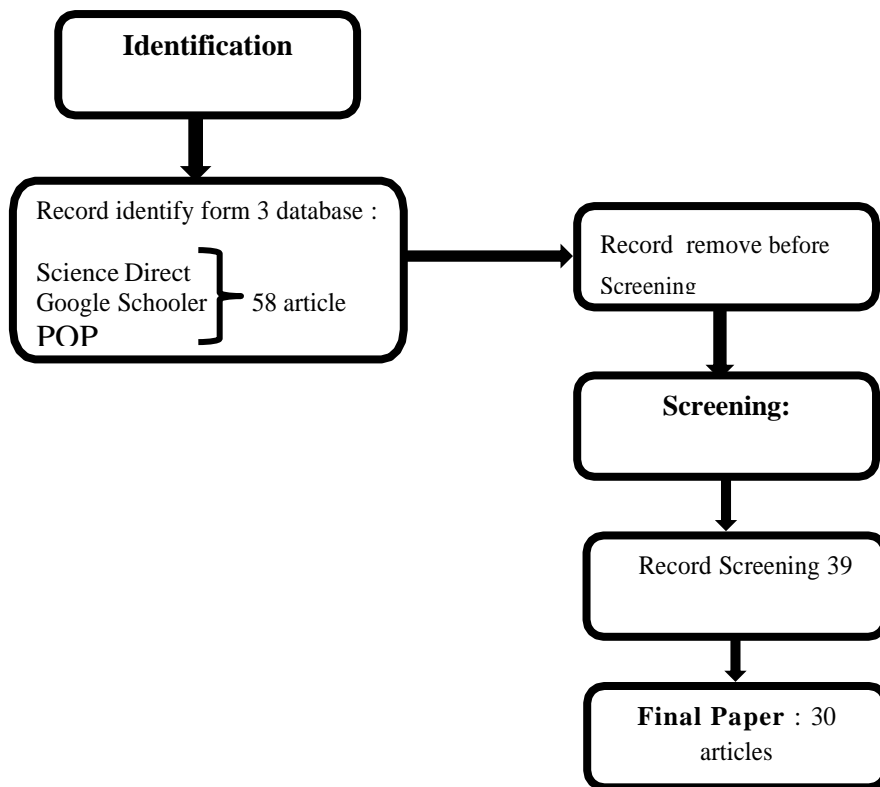 Identification
Record identify form 3 database :
Science Direct
Google Schooler
58 article
POP
Record remove before
Screening
Screening:
Record Screening 39
Final Paper : 30
articles